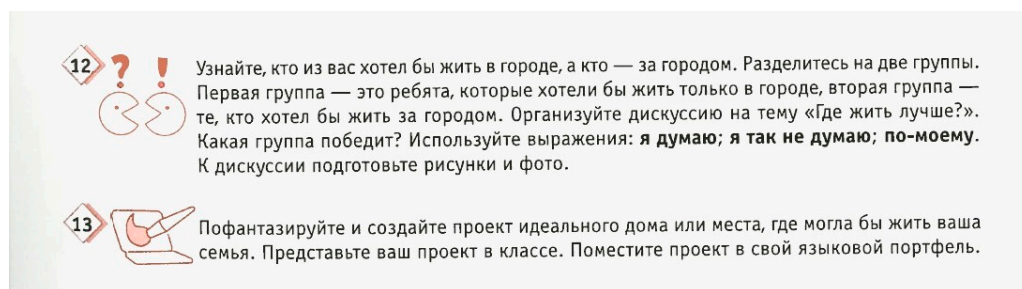 12 ? ! Узнайте, кто из вас хотел бы жить в городе, а кто — за городом. Разделитесь на две группы.
Первая группа — это ребята, которые хотели бы жить только в городе, вторая группа —
те, кто хотел бы жить за городом. Организуйте дискуссию на тему «Где жить лучше?».
Какая группа победит? Используйте выражения: я думаю; я так не думаю; по-моему.
К дискуссии подготовьте рисунки и фото.
13 Пофантазируйте и создайте проект идеального дома или места, где могла бы жить ваша
семья. Представьте ваш проект в классе. Поместите проект в свой языковой портфель.